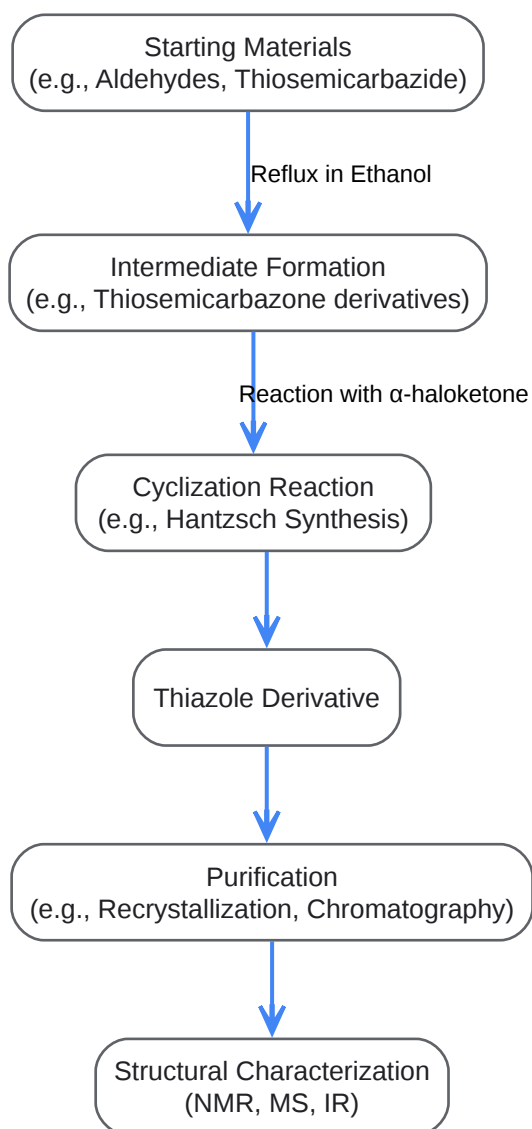 Starting Materials
(e.g., Aldehydes, Thiosemicarbazide)
Reflux in Ethanol
Intermediate Formation
(e.g., Thiosemicarbazone derivatives)
Reaction with α-haloketone
Cyclization Reaction
(e.g., Hantzsch Synthesis)
Thiazole Derivative
Purification
(e.g., Recrystallization, Chromatography)
Structural Characterization
(NMR, MS, IR)